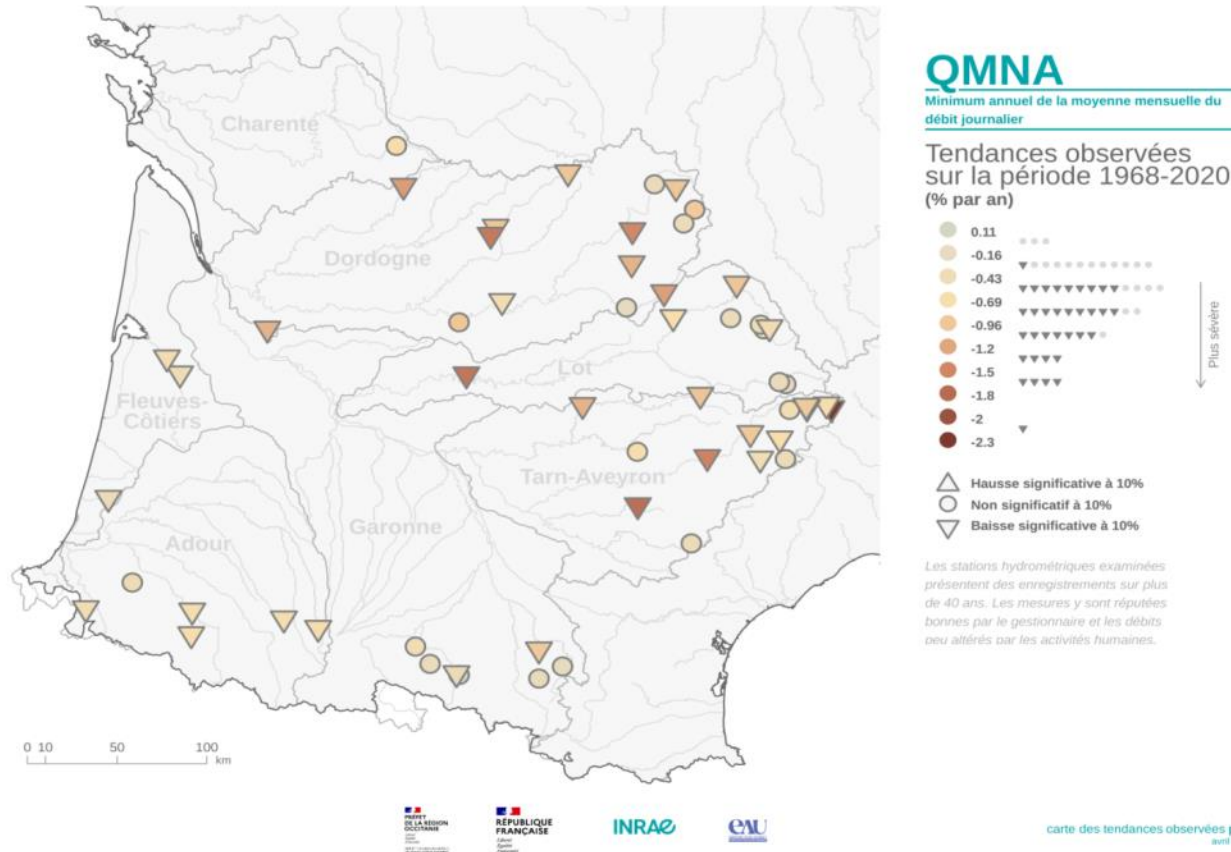 Charente
Dordogne
Lot
Fleuves-
Côtiers
Tarn-Aveyron
Garonne
Adour
0 10 50 100
km
QMNA
Minimum annuel de la moyenne mensuelle du
débit journalier
Tendances observées
sur la période 1968-2020
(% par an)
0.11
-0.16
-0.43
-0.69
-0.96
-1.2
-1.5
-1.8
-2
-2.3
Plus sévère
Hausse significative à 10%
Non significatif à 10%
Baisse significative à 10%
Les stations hydrométriques examinées
présentent des enregistrements sur plus
de 40 ans. Les mesures y sont réputées
bonnes par le gestionnaire et les débits
peu altérés par les activités humaines.
PRÉFET
DE LA RÉGION
OCCITANIE
RÉPUBLIQUE
FRANÇAISE
Liberté
Égalité
Fraternité
INRAE
eau
carte des tendances observées
avril